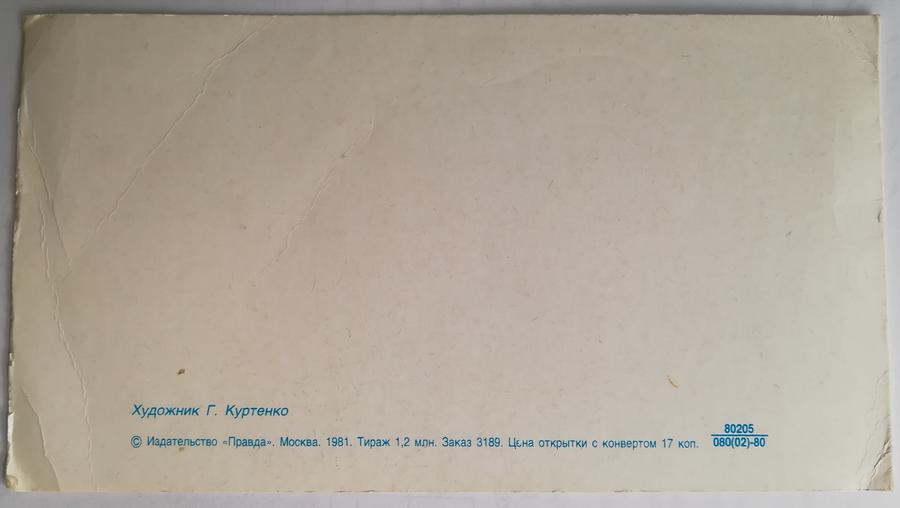 Художник Г. Куртенко
© Издательство «Правда». Москва. 1981. Тираж 1,2 млн. Заказ 3189. Цена открытки с конвертом 17 коп.
80205
080(02)-80